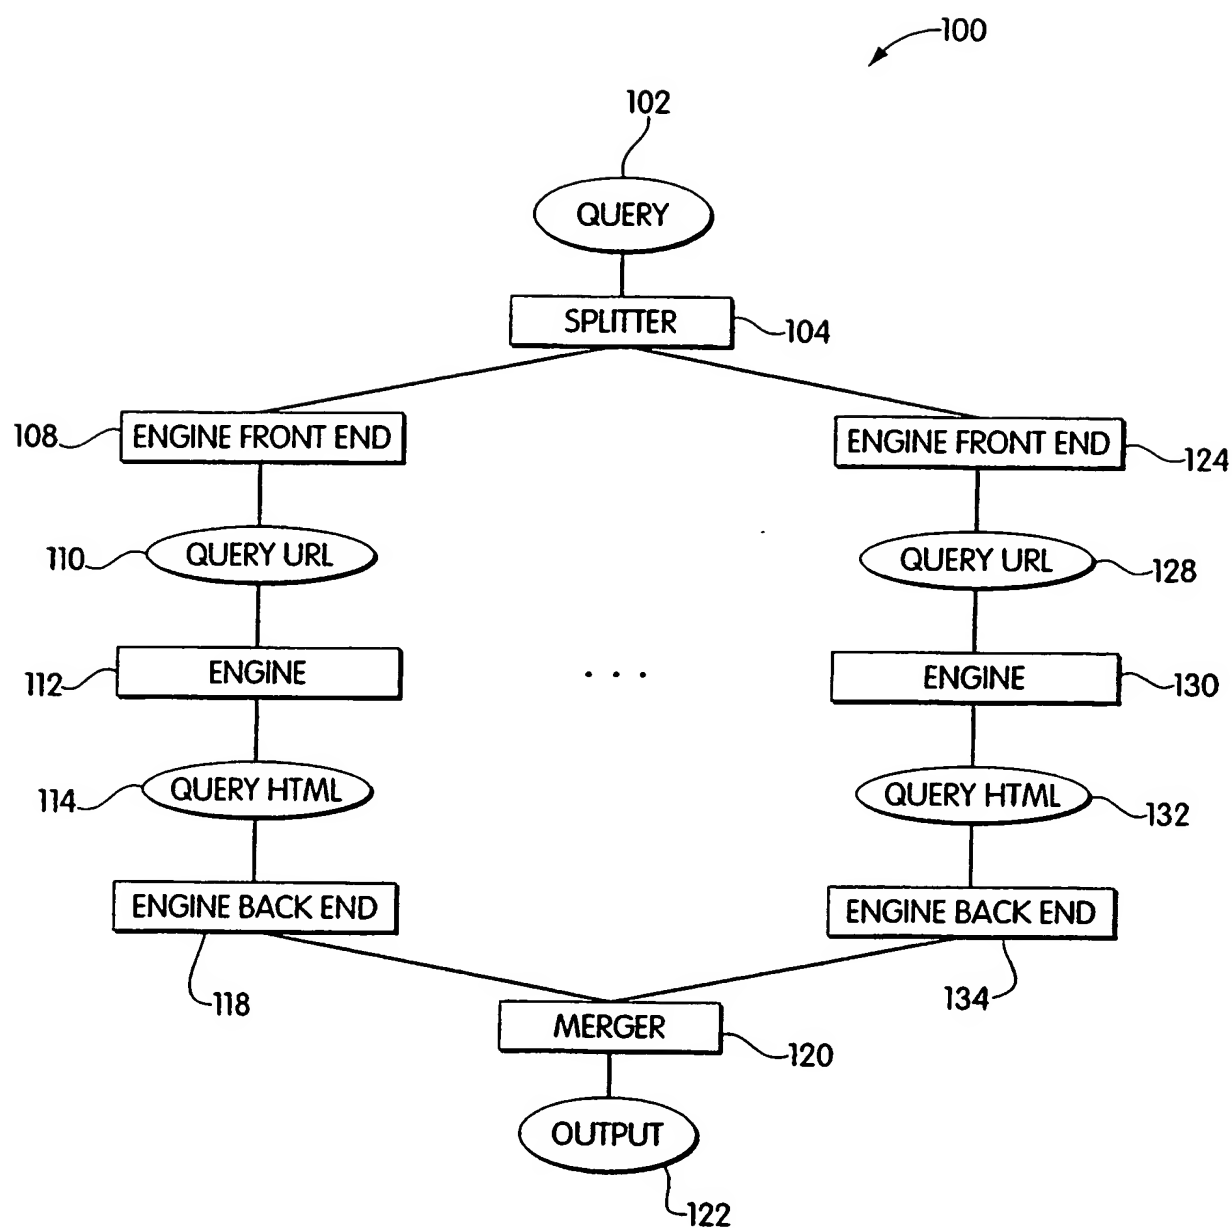 100
102
QUERY
SPLITTER
104
108
ENGINE FRONT END
ENGINE FRONT END
124
110
QUERY URL
QUERY URL
128
112
ENGINE
. . .
ENGINE
130
114
QUERY HTML
QUERY HTML
132
ENGINE BACK END
ENGINE BACK END
118
134
MERGER
120
OUTPUT
122